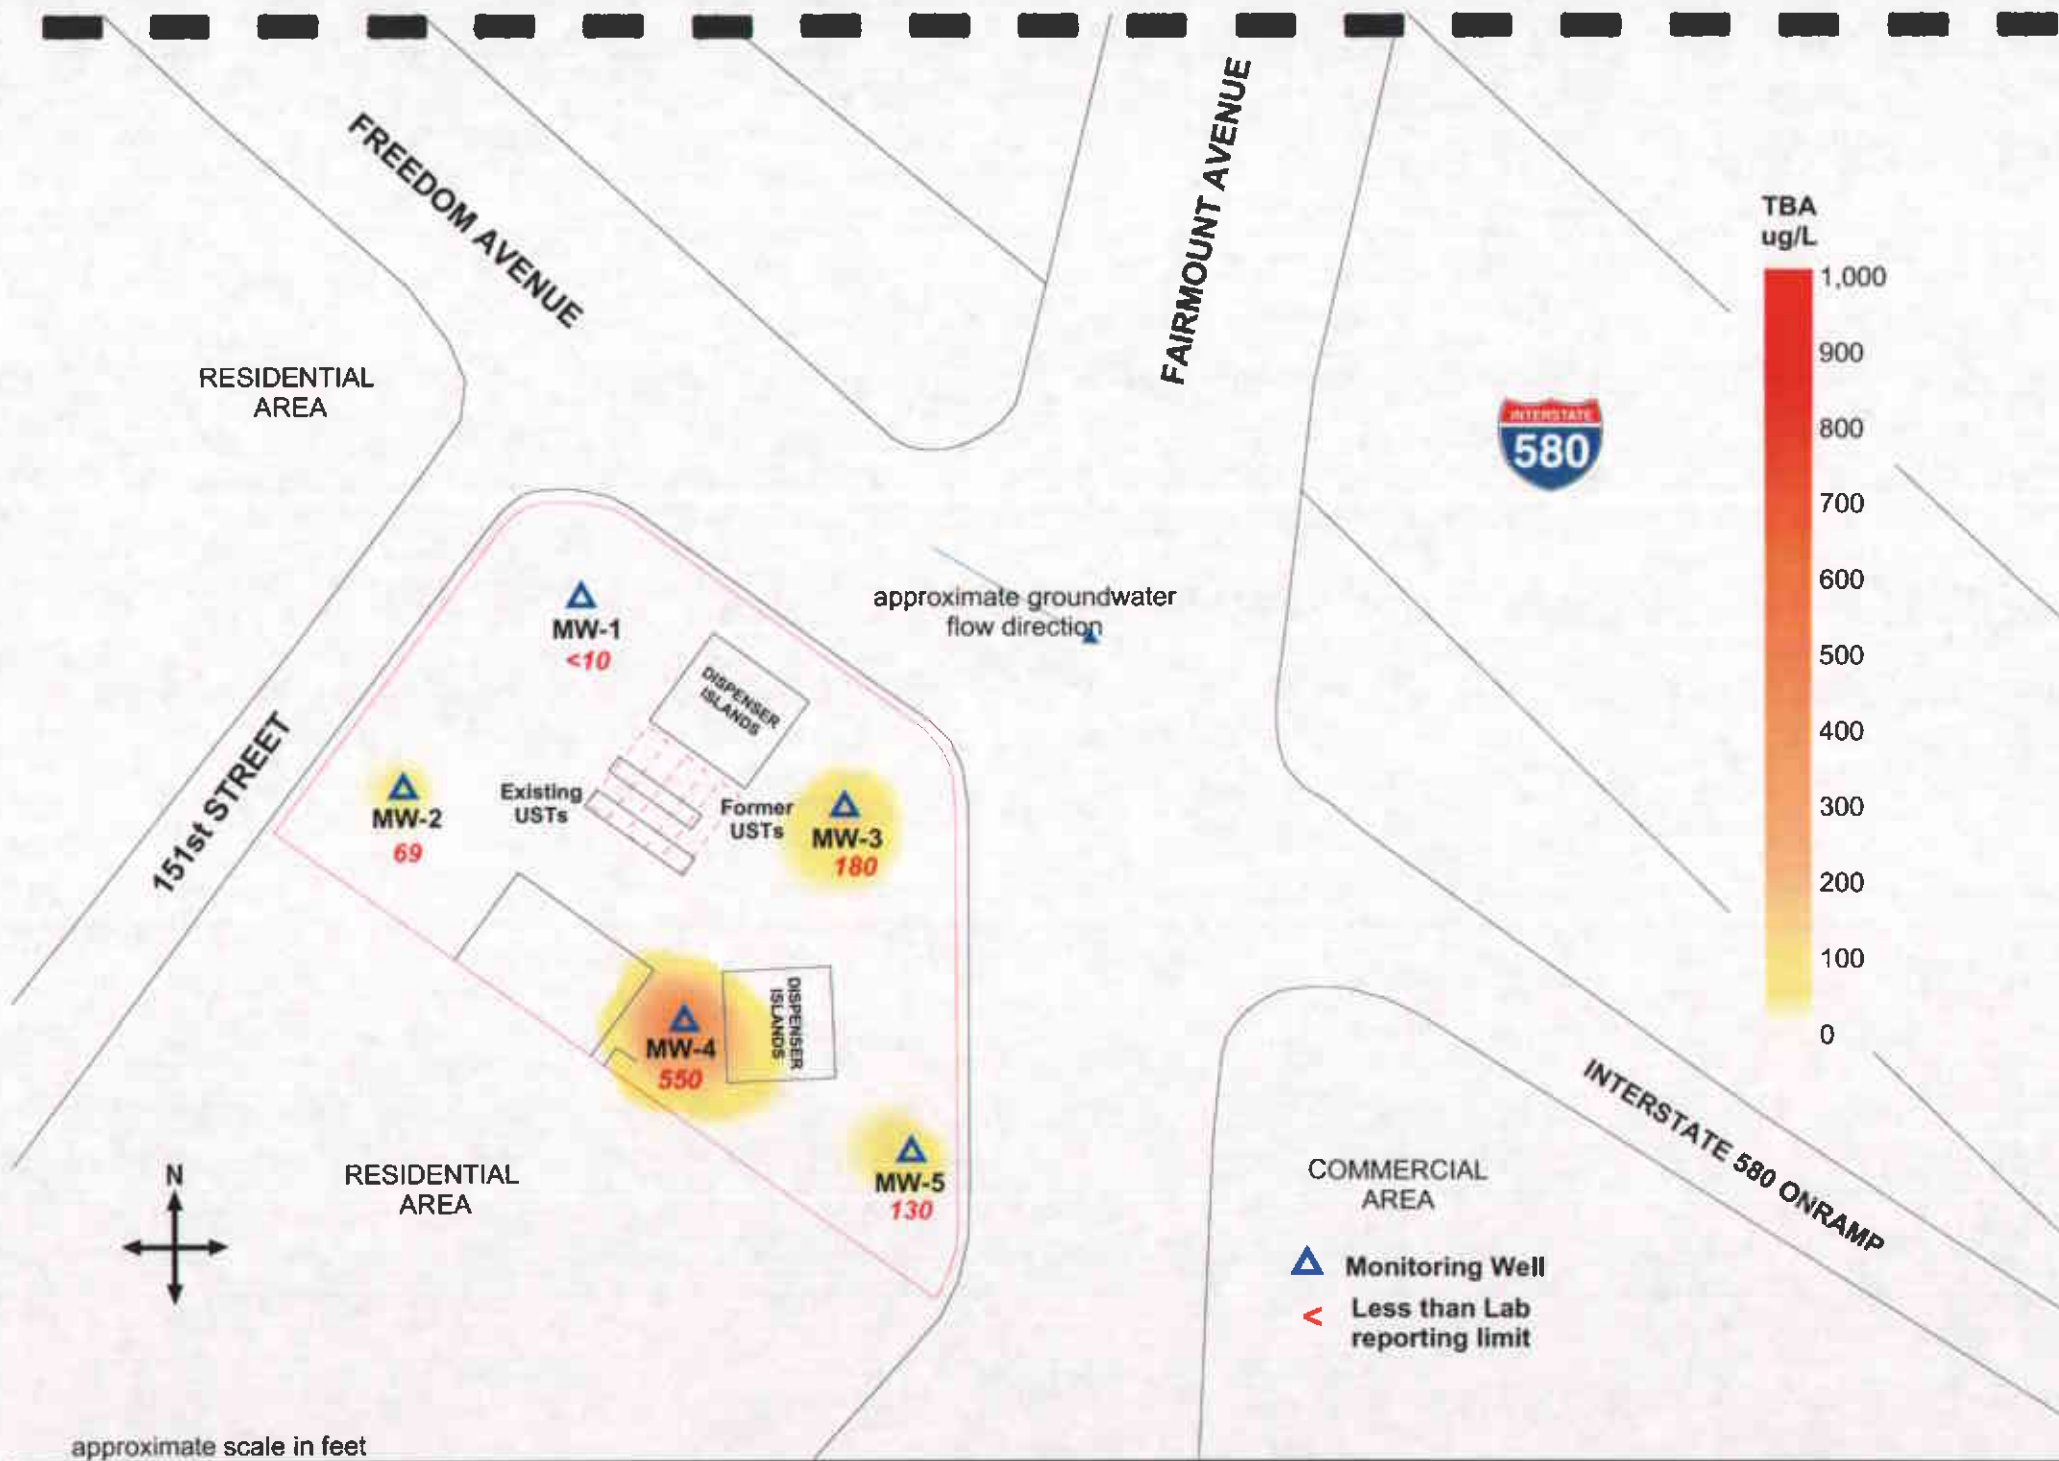 FREEDOM AVENUE
FAIRMOUNT AVENUE
TBA
ug/L
1,000
900
800
700
600
500
400
300
200
100
0
RESIDENTIAL
AREA
INTERSTATE
580
approximate groundwater
flow direction
MW-1
<10
DISPENSER
ISLANDS
151st STREET
MW-2
69
Existing
USTs
Former
USTs
MW-3
180
DISPENSER
ISLANDS
MW-4
550
MW-5
130
INTERSTATE 580 ONRAMP
N
RESIDENTIAL
AREA
COMMERCIAL
AREA
Monitoring Well
< Less than Lab
reporting limit
approximate scale in feet